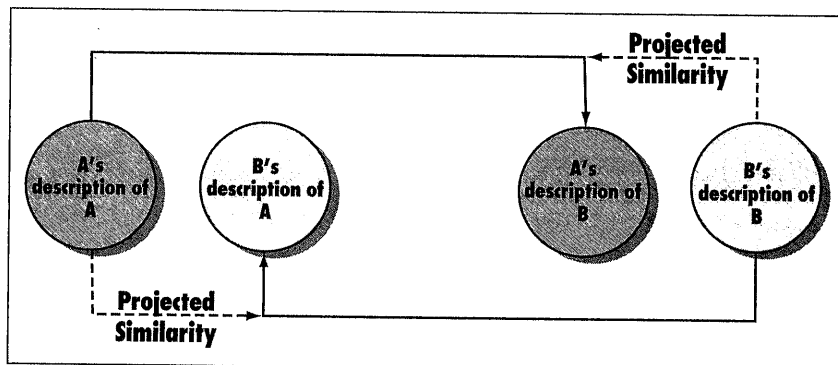 Projected
Similarity
A's
description of
A
B's
description of
A
A's
description of
B
B's
description of
B
Projected
Similarity